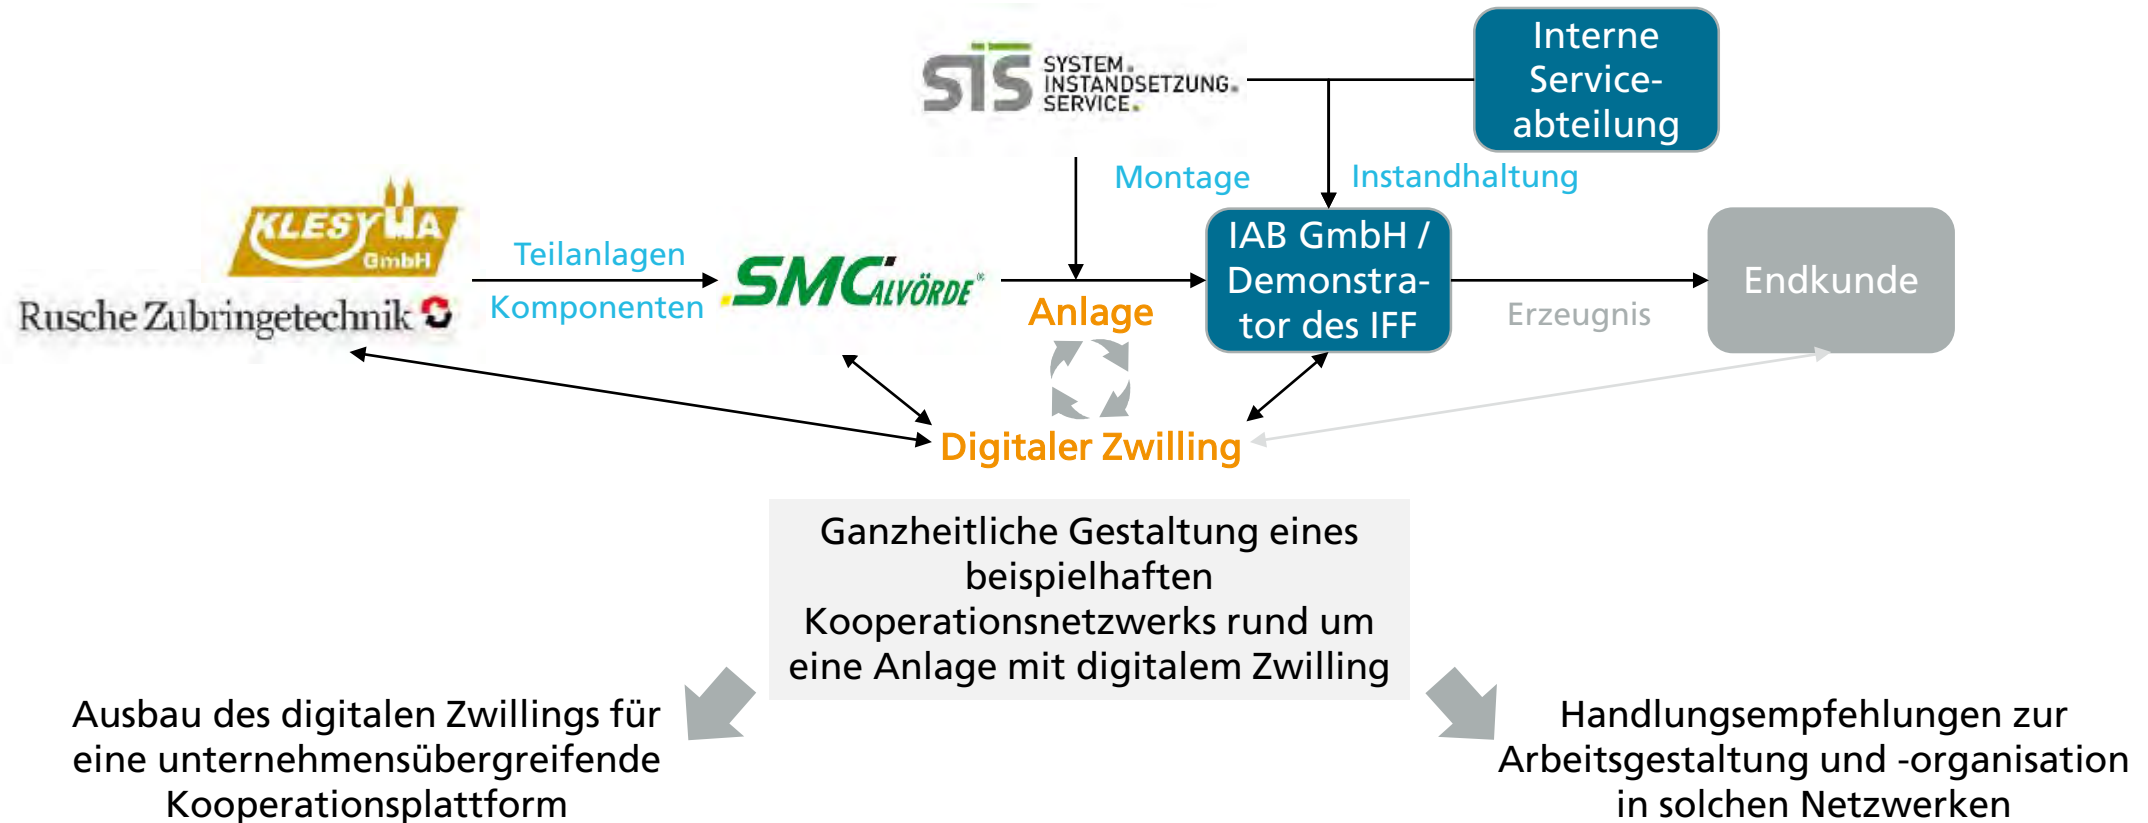 SIS
SYSTEM.
INSTANDSETZUNG.
SERVICE.
Interne
Service-
abteilung
Montage
Instandhaltung
KLESYMA
GmbH
Rusche Zubringetechnik
Teilanlagen
Komponenten
SMCALVÖRDE®
Anlage
IAB GmbH /
Demonstra-
tor des IFF
Erzeugnis
Endkunde
Digitaler Zwilling
Ganzheitliche Gestaltung eines
beispielhaften
Kooperationsnetzwerks rund um
eine Anlage mit digitalem Zwilling
Ausbau des digitalen Zwillings für
eine unternehmensübergreifende
Kooperationsplattform
Handlungsempfehlungen zur
Arbeitsgestaltung und -organisation
in solchen Netzwerken